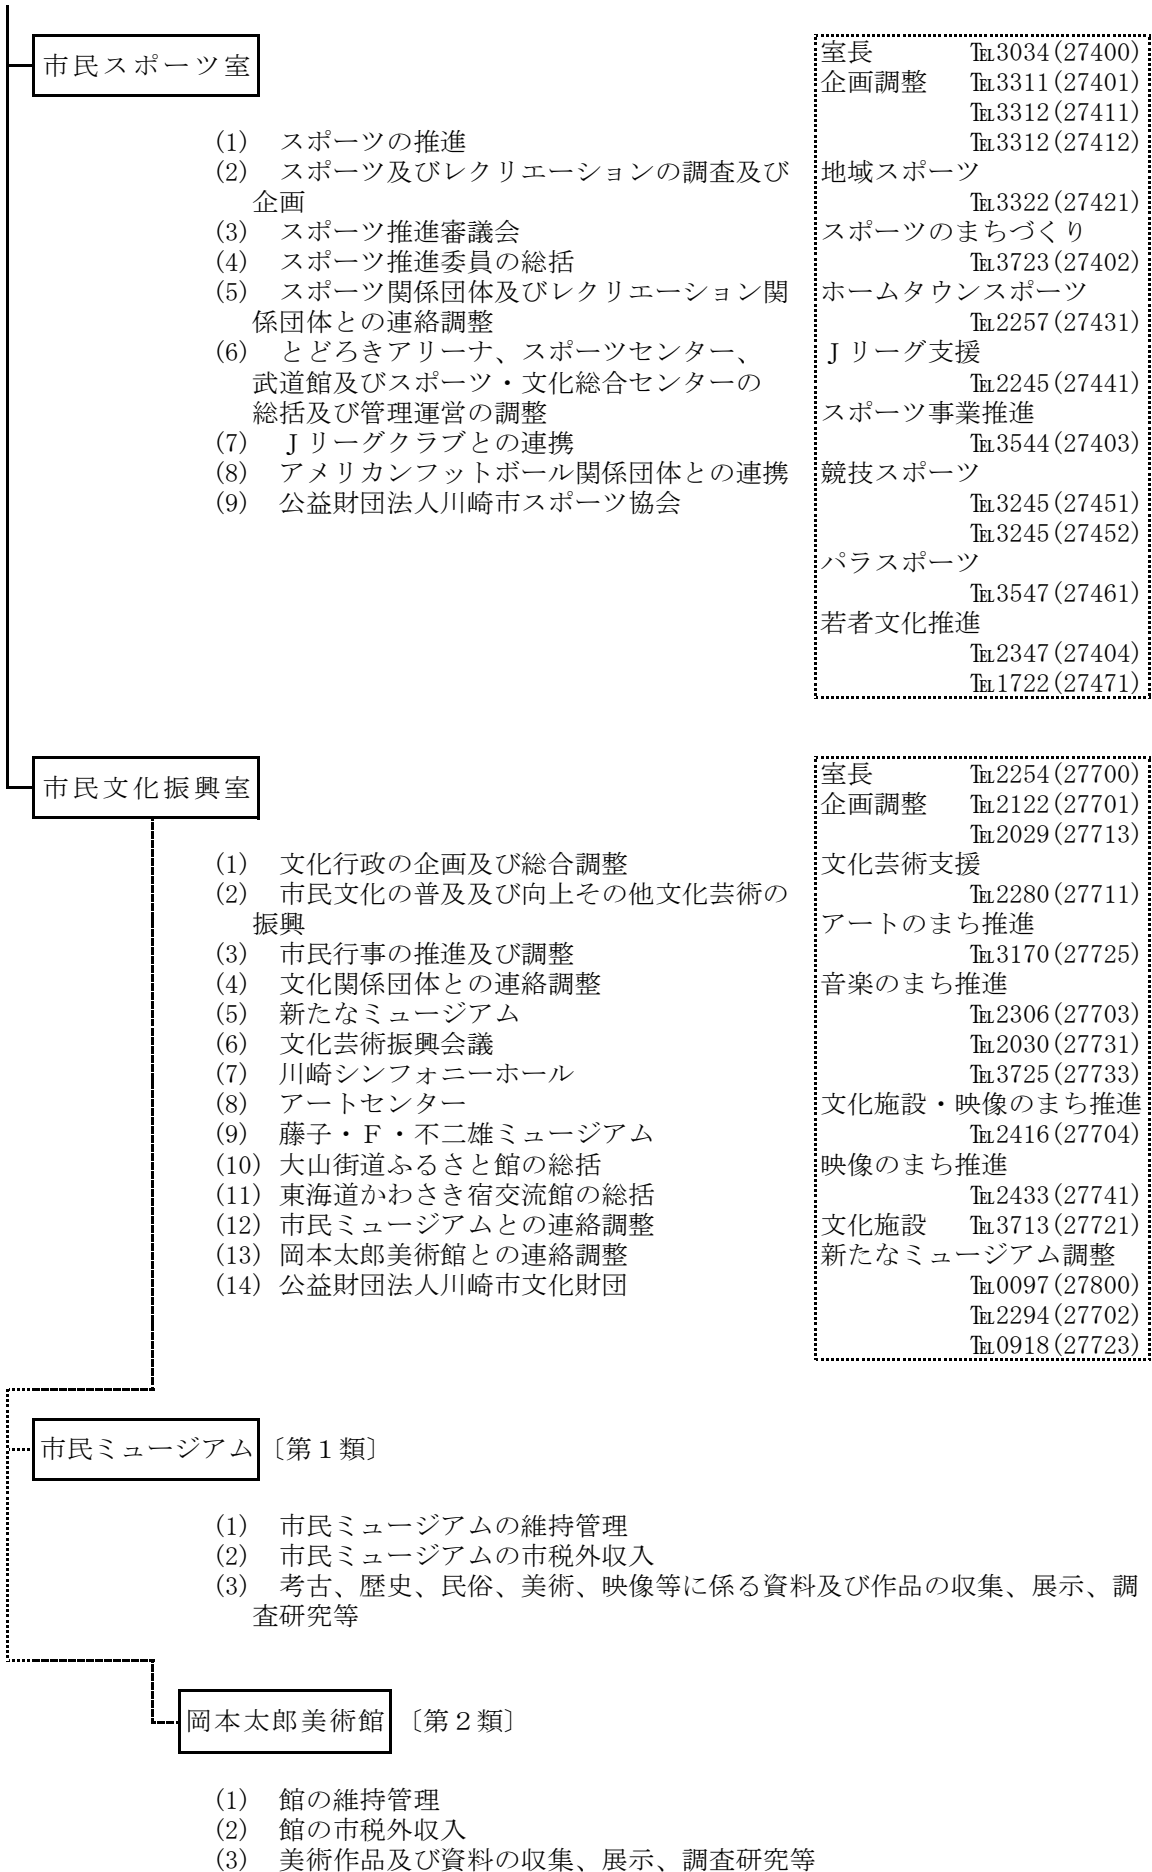 市民スポーツ室
室長 ℡3034(27400)
企画調整 ℡3311(27401)
℡3312(27411)
℡3312(27412)
地域スポーツ
℡3322(27421)
スポーツのまちづくり
℡3723(27402)
ホームタウンスポーツ
℡2257(27431)
Ｊリーグ支援
℡2245(27441)
スポーツ事業推進
℡3544(27403)
競技スポーツ
℡3245(27451)
℡3245(27452)
パラスポーツ
℡3547(27461)
若者文化推進
℡2347(27404)
℡1722(27471)
(1) スポーツの推進
(2) スポーツ及びレクリエーションの調査及び
企画
(3) スポーツ推進審議会
(4) スポーツ推進委員の総括
(5) スポーツ関係団体及びレクリエーション関
係団体との連絡調整
(6) とどろきアリーナ、スポーツセンター、
武道館及びスポーツ・文化総合センターの
総括及び管理運営の調整
(7) Ｊリーグクラブとの連携
(8) アメリカンフットボール関係団体との連携
(9) 公益財団法人川崎市スポーツ協会
市民文化振興室
室長 ℡2254(27700)
企画調整 ℡2122(27701)
℡2029(27713)
文化芸術支援
℡2280(27711)
アートのまち推進
℡3170(27725)
音楽のまち推進
℡2306(27703)
℡2030(27731)
℡3725(27733)
文化施設・映像のまち推進
℡2416(27704)
映像のまち推進
℡2433(27741)
文化施設 ℡3713(27721)
新たなミュージアム調整
℡0097(27800)
℡2294(27702)
℡0918(27723)
(1) 文化行政の企画及び総合調整
(2) 市民文化の普及及び向上その他文化芸術の
振興
(3) 市民行事の推進及び調整
(4) 文化関係団体との連絡調整
(5) 新たなミュージアム
(6) 文化芸術振興会議
(7) 川崎シンフォニーホール
(8) アートセンター
(9) 藤子・Ｆ・不二雄ミュージアム
(10) 大山街道ふるさと館の総括
(11) 東海道かわさき宿交流館の総括
(12) 市民ミュージアムとの連絡調整
(13) 岡本太郎美術館との連絡調整
(14) 公益財団法人川崎市文化財団
市民ミュージアム 〔第１類〕
(1) 市民ミュージアムの維持管理
(2) 市民ミュージアムの市税外収入
(3) 考古、歴史、民俗、美術、映像等に係る資料及び作品の収集、展示、調
査研究等
岡本太郎美術館 〔第２類〕
(1) 館の維持管理
(2) 館の市税外収入
(3) 美術作品及び資料の収集、展示、調査研究等